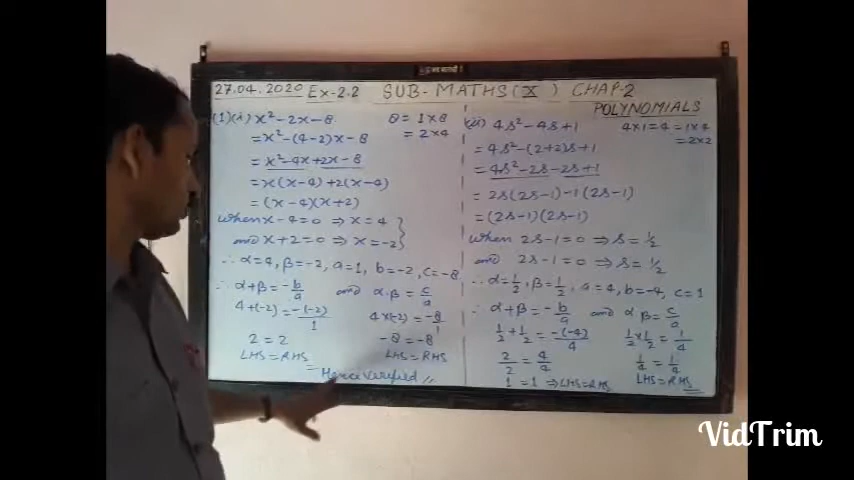 27.04.2020 Ex-2.2 SUB-MATHS(X) CHAP-2
POLYNOMIALS
(1)(i) x²-2x-8 8 = 1×8
= x²-(4-2)x-8 = 2×4
= x²-4x+2x-8
= x(x-4)+2(x-4)
= (x-4)(x+2)
when x-4=0 ⇒ x=4
and x+2=0 ⇒ x=-2
∴ α=4, β=-2, a=1, b=-2, c=-8
∴ α+β = -b/a and α.β = c/a
4+(-2) = -(-2)/1 4×(-2) = -8/1
2 = 2 -8 = -8
LHS = RHS LHS = RHS
= Hence verified //
(ii) 4s²-4s+1 4×1=4 = 1×4
= 4s²-(2+2)s+1 = 2×2
= 4s²-2s-2s+1
= 2s(2s-1)-1(2s-1)
= (2s-1)(2s-1)
when 2s-1=0 ⇒ s=1/2
and 2s-1=0 ⇒ s=1/2
∴ α=1/2, β=1/2, a=4, b=-4, c=1
∴ α+β = -b/a and αβ = c/a
1/2+1/2 = -(-4)/4 1/2×1/2 = 1/4
2/2 = 4/4 1/4 = 1/4
1 = 1 ⇒ LHS=RHS LHS=RHS
VidTrim